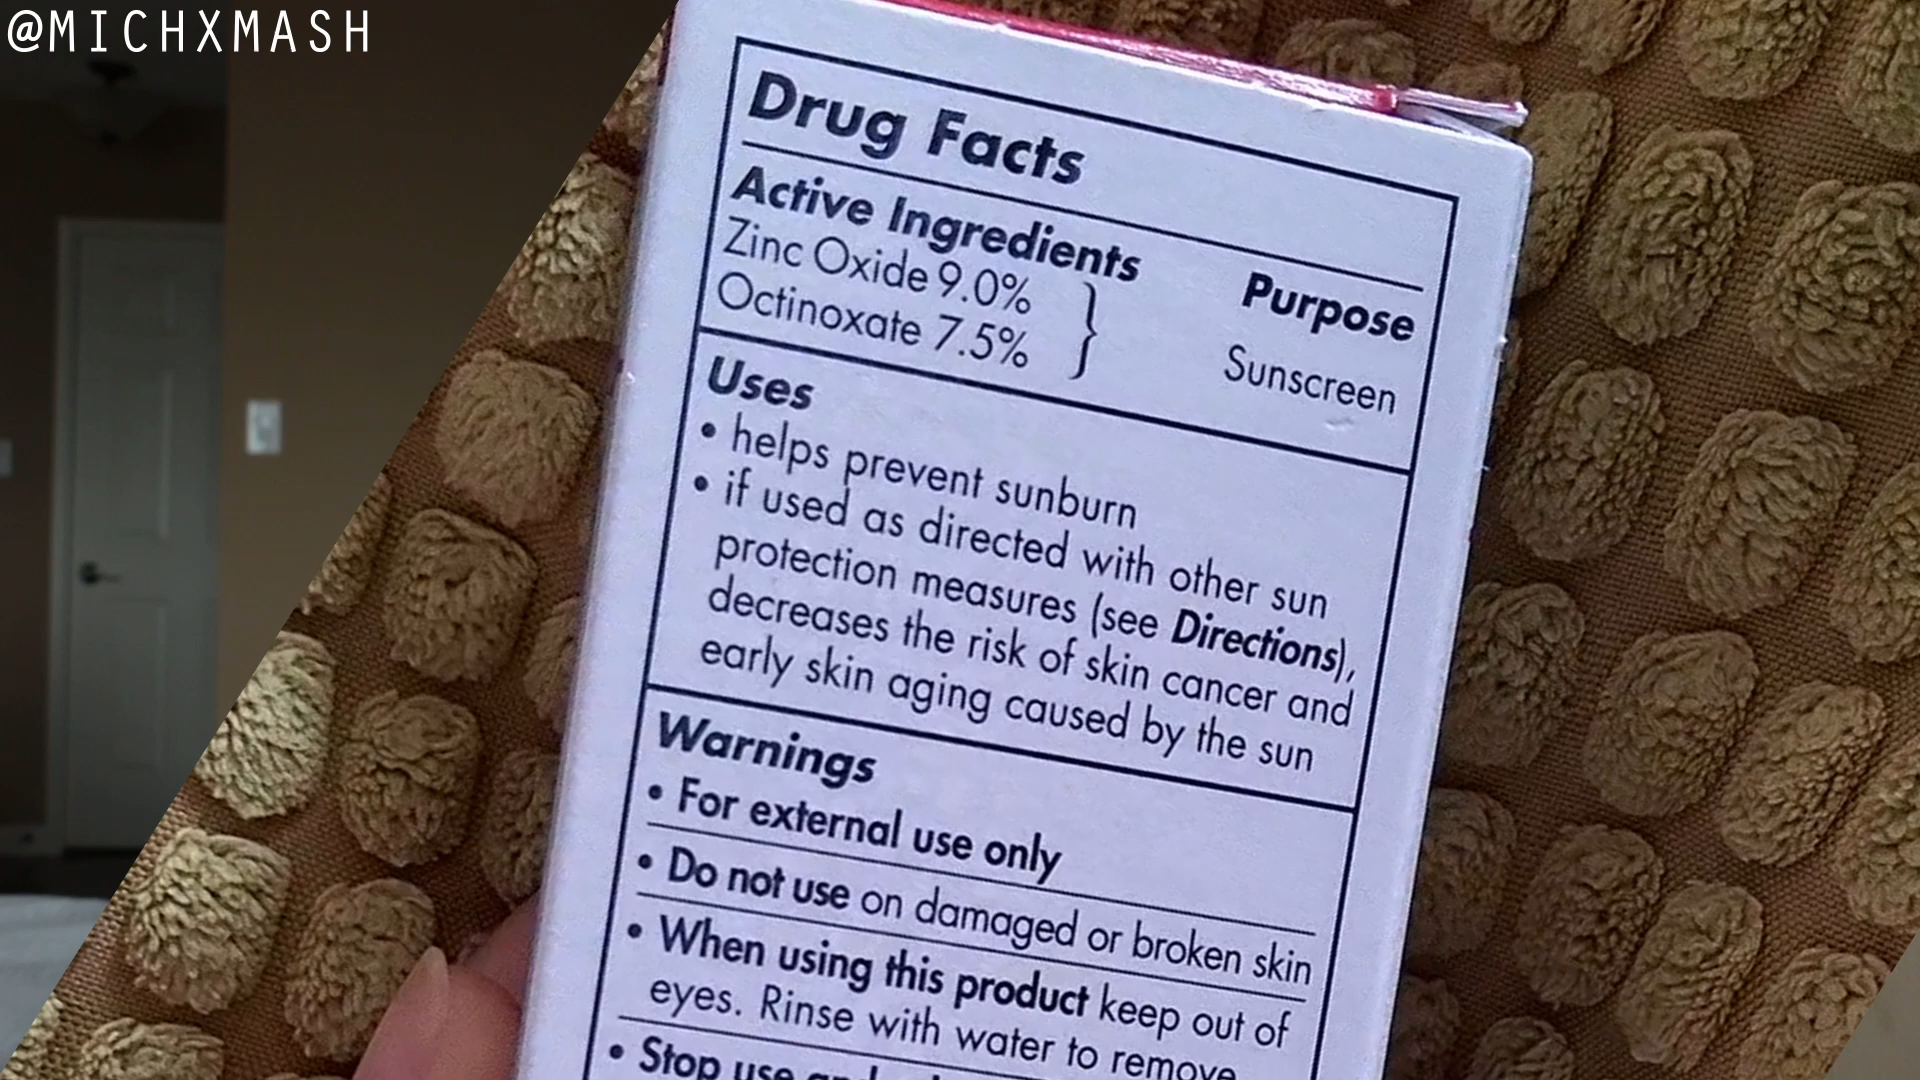 @MICHXMASH
Drug Facts
Active Ingredients Purpose
Zinc Oxide 9.0% } Sunscreen
Octinoxate 7.5%
Uses
• helps prevent sunburn
• if used as directed with other sun
protection measures (see Directions),
decreases the risk of skin cancer and
early skin aging caused by the sun
Warnings
• For external use only
• Do not use on damaged or broken skin
• When using this product keep out of
eyes. Rinse with water to remove
• Stop use and